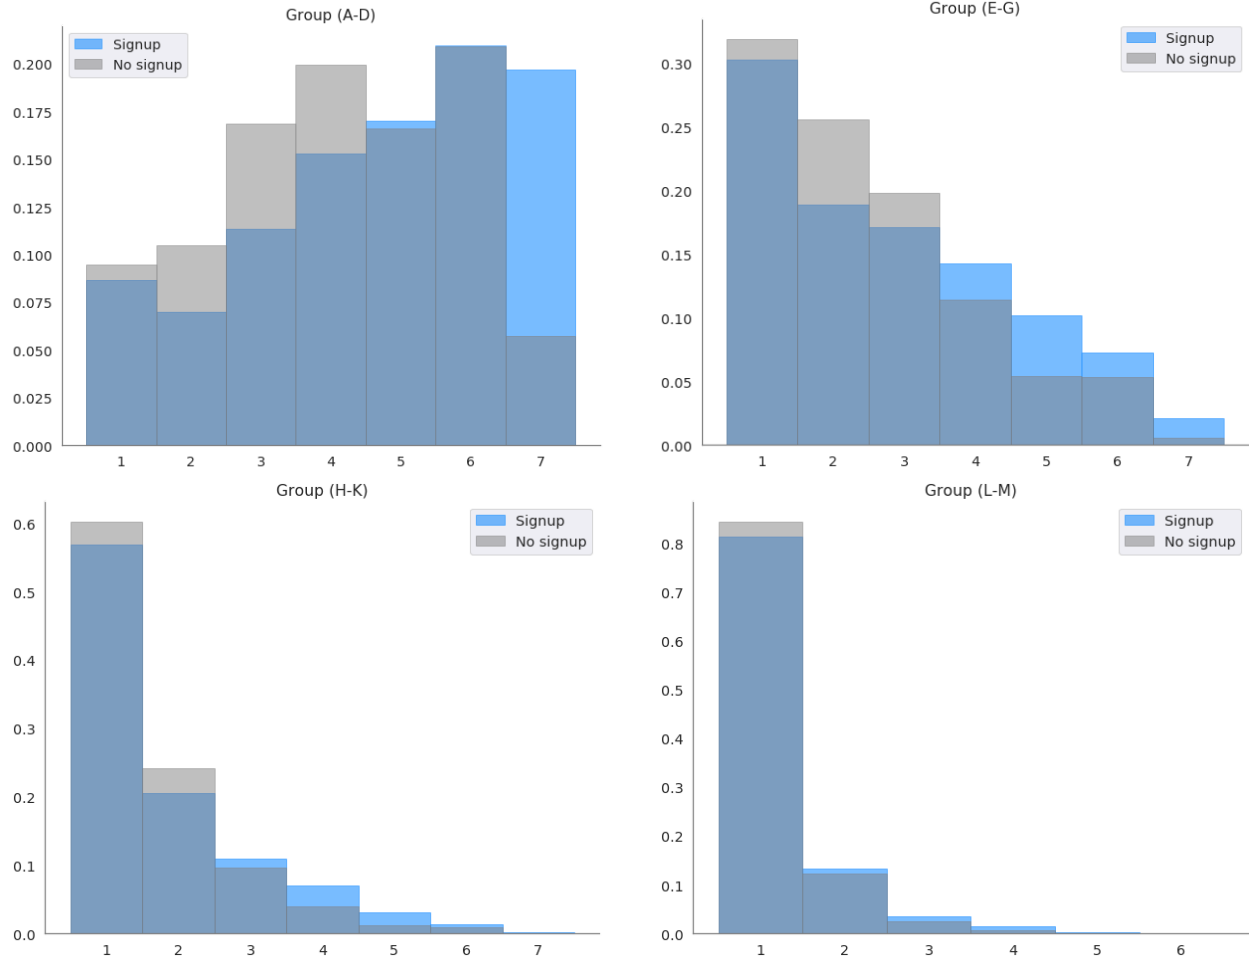 Group (A-D)
Signup
No signup
0.200
0.175
0.150
0.125
0.100
0.075
0.050
0.025
0.000
1 2 3 4 5 6 7
Group (E-G)
Signup
No signup
0.30
0.25
0.20
0.15
0.10
0.05
0.00
1 2 3 4 5 6 7
Group (H-K)
Signup
No signup
0.6
0.5
0.4
0.3
0.2
0.1
0.0
1 2 3 4 5 6 7
Group (L-M)
Signup
No signup
0.8
0.7
0.6
0.5
0.4
0.3
0.2
0.1
0.0
1 2 3 4 5 6